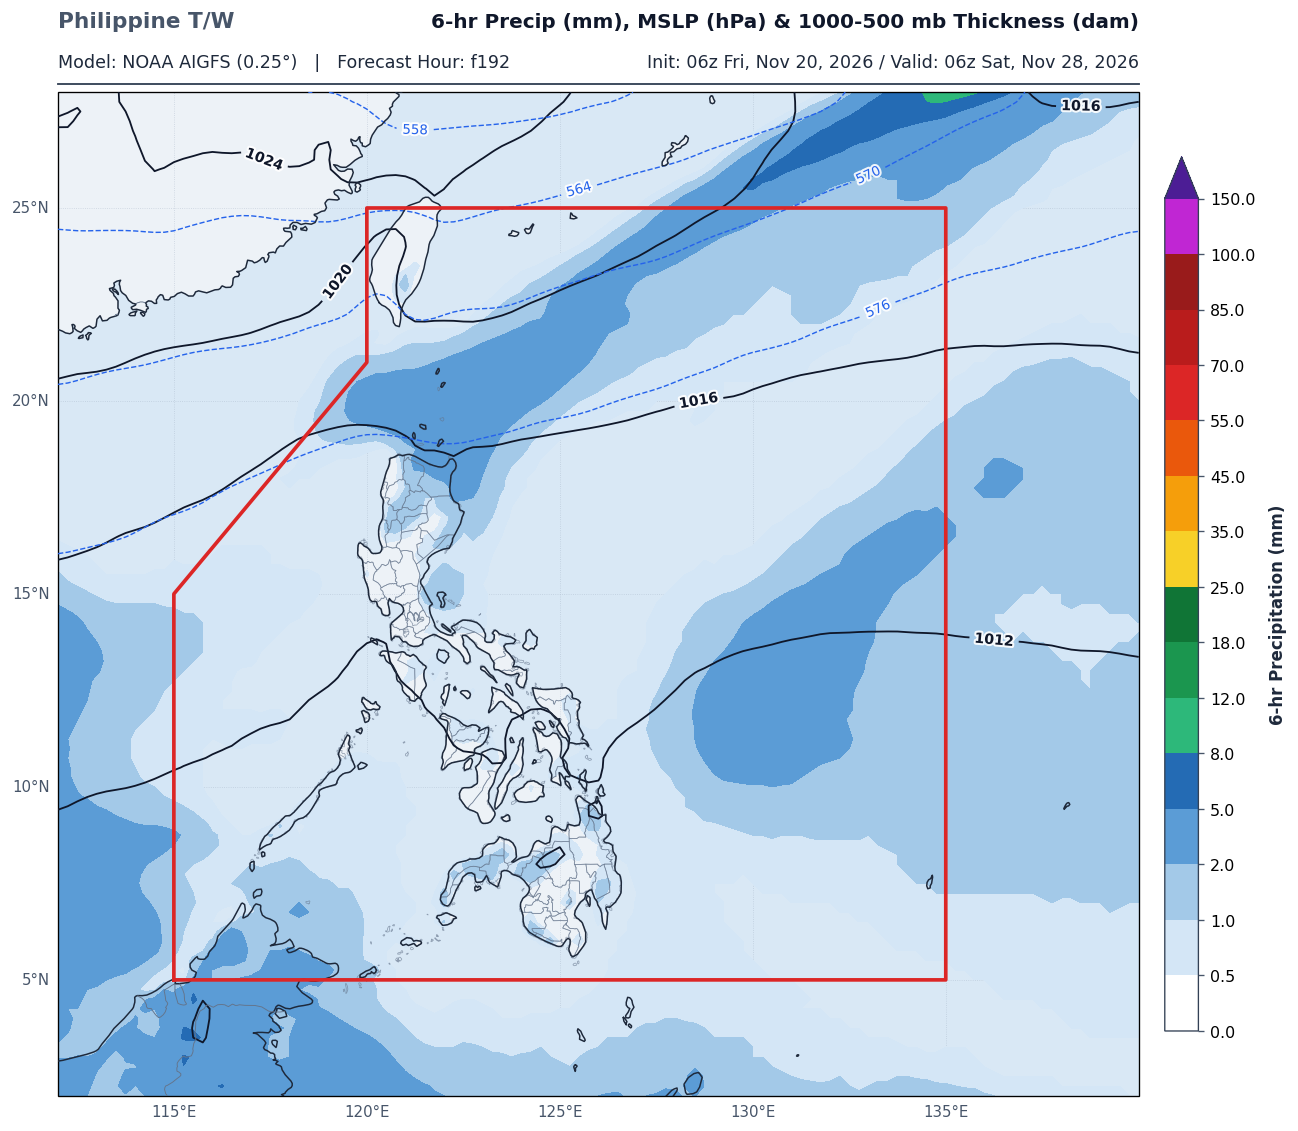 Philippine T/W
6-hr Precip (mm), MSLP (hPa) & 1000-500 mb Thickness (dam)
Model: NOAA AIGFS (0.25°) | Forecast Hour: f192
Init: 06z Fri, Nov 20, 2026 / Valid: 06z Sat, Nov 28, 2026
558
1016
1024
564
570
1020
576
1016
1012
25°N
20°N
15°N
10°N
5°N
115°E
120°E
125°E
130°E
135°E
150.0
100.0
85.0
70.0
55.0
45.0
35.0
25.0
18.0
12.0
8.0
5.0
2.0
1.0
0.5
0.0
6-hr Precipitation (mm)